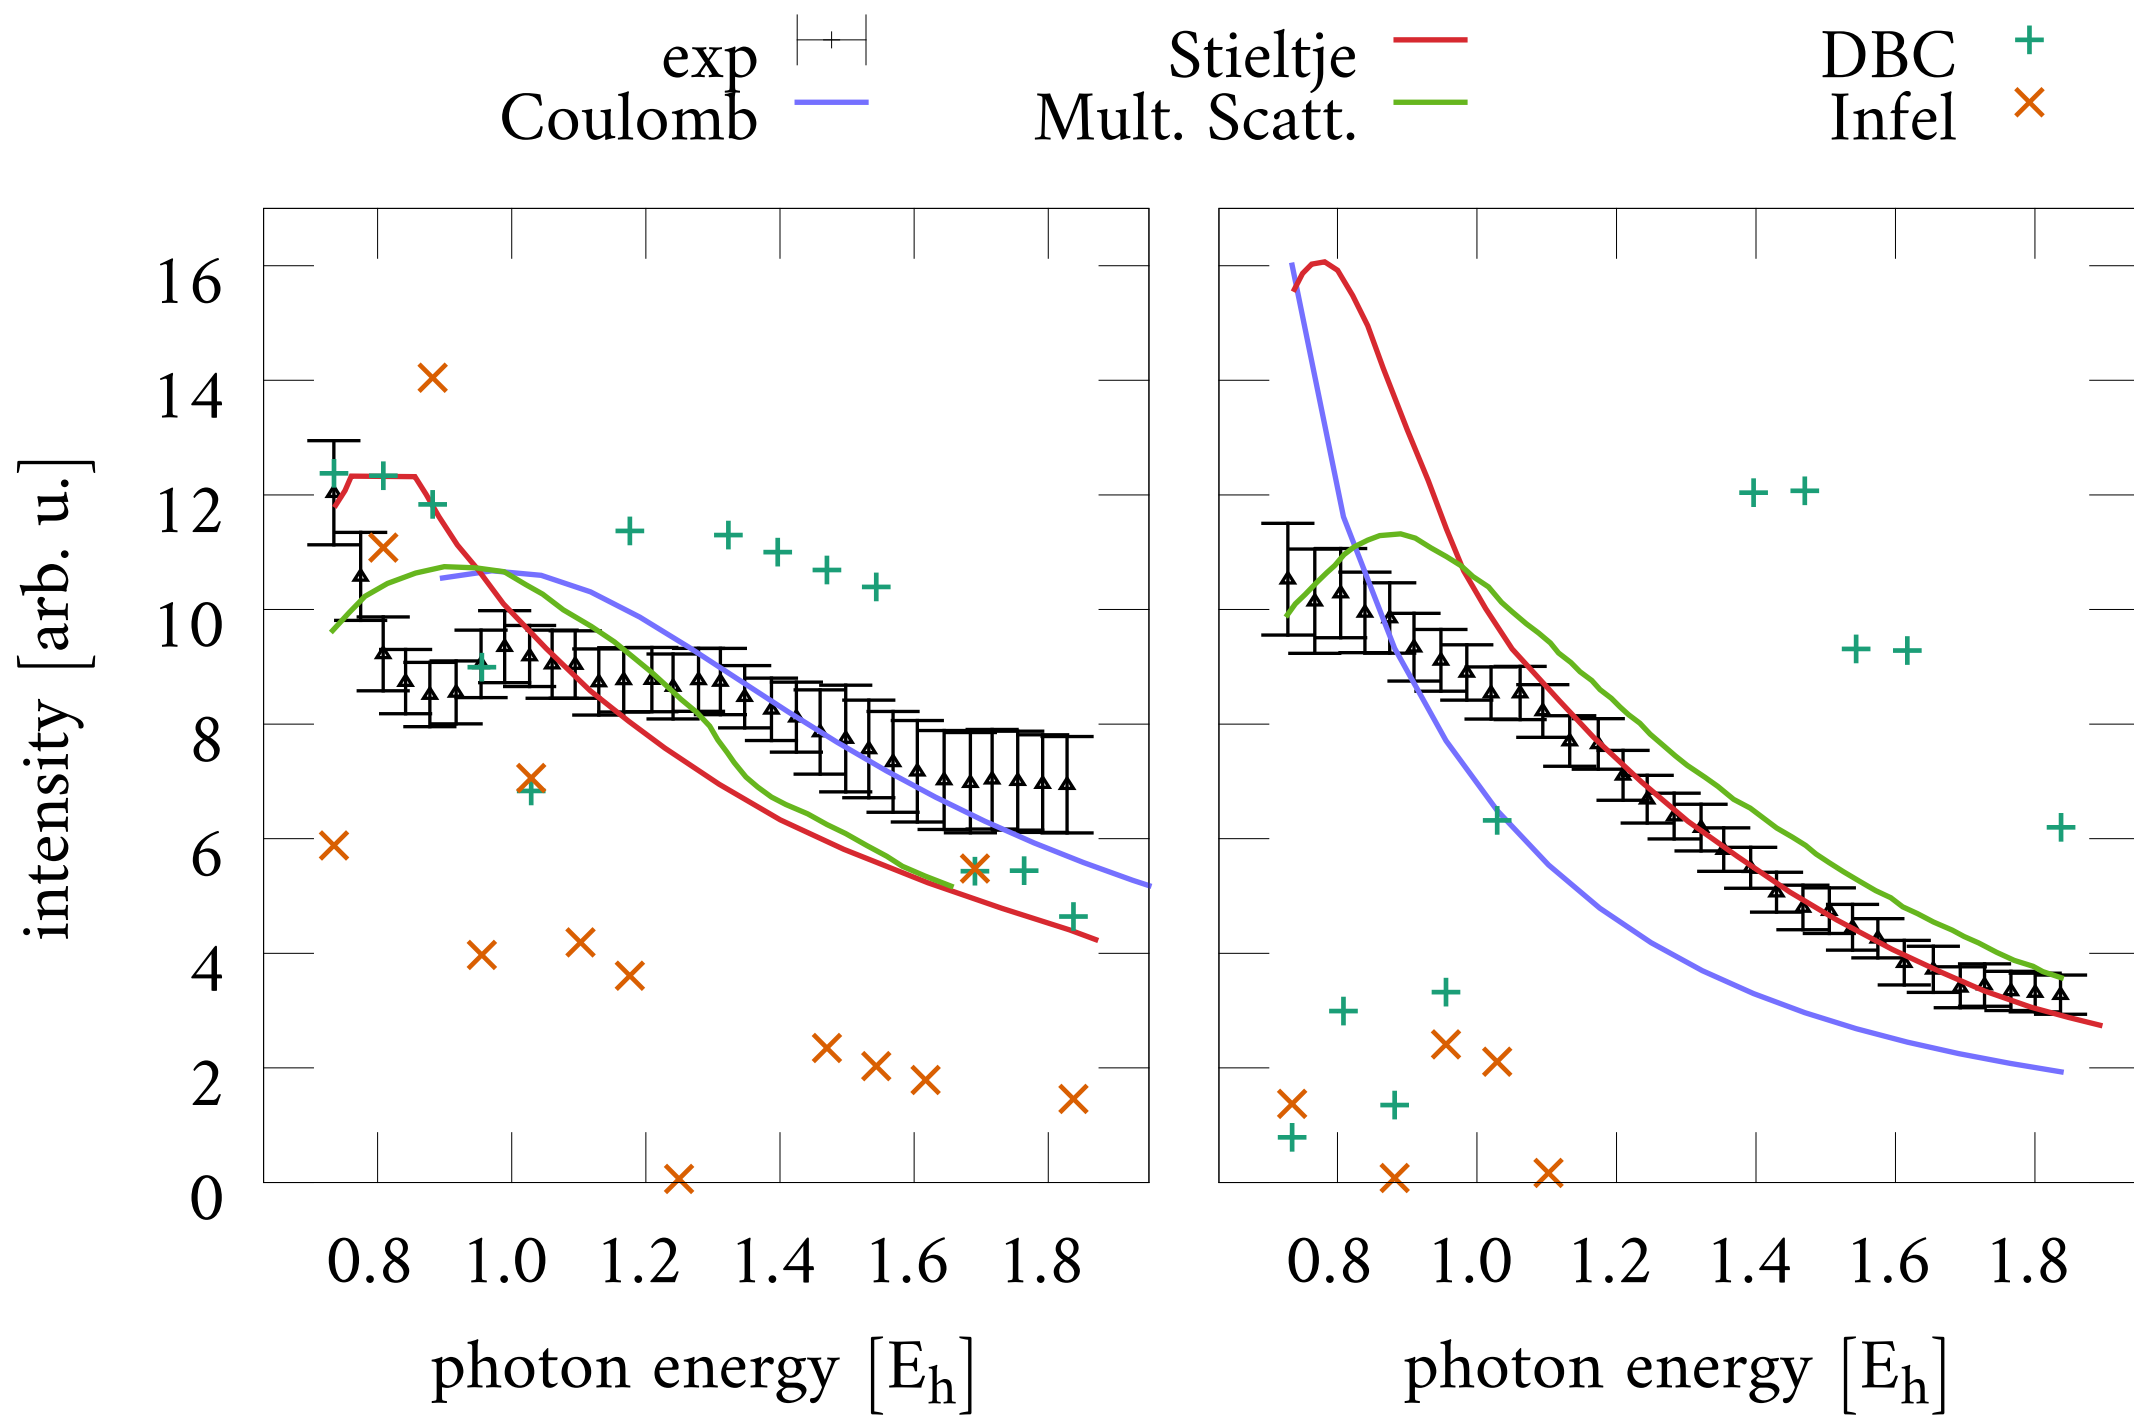 exp
Stieltje
DBC
Coulomb
Mult. Scatt.
Infel
intensity [arb. u.]
16
14
12
10
8
6
4
2
0
0.8 1.0 1.2 1.4 1.6 1.8
0.8 1.0 1.2 1.4 1.6 1.8
photon energy [Eh]
photon energy [Eh]